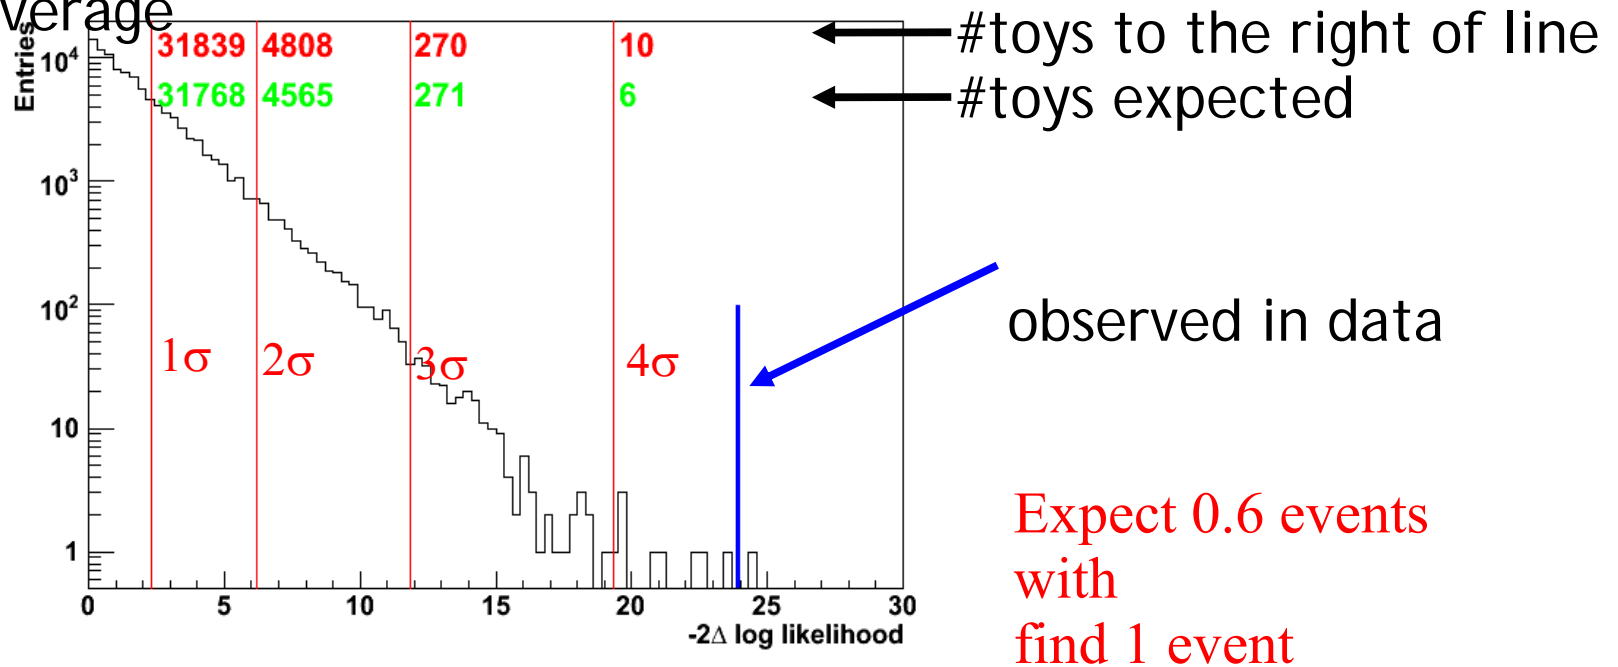 verage
31839 4808 270 10
#toys to the right of line
31768 4565 271 6
#toys expected
Entries
10⁴
10³
10²
10
1
1σ 2σ 3σ 4σ
observed in data
0 5 10 15 20 25 30
-2Δ log likelihood
Expect 0.6 events
with
find 1 event